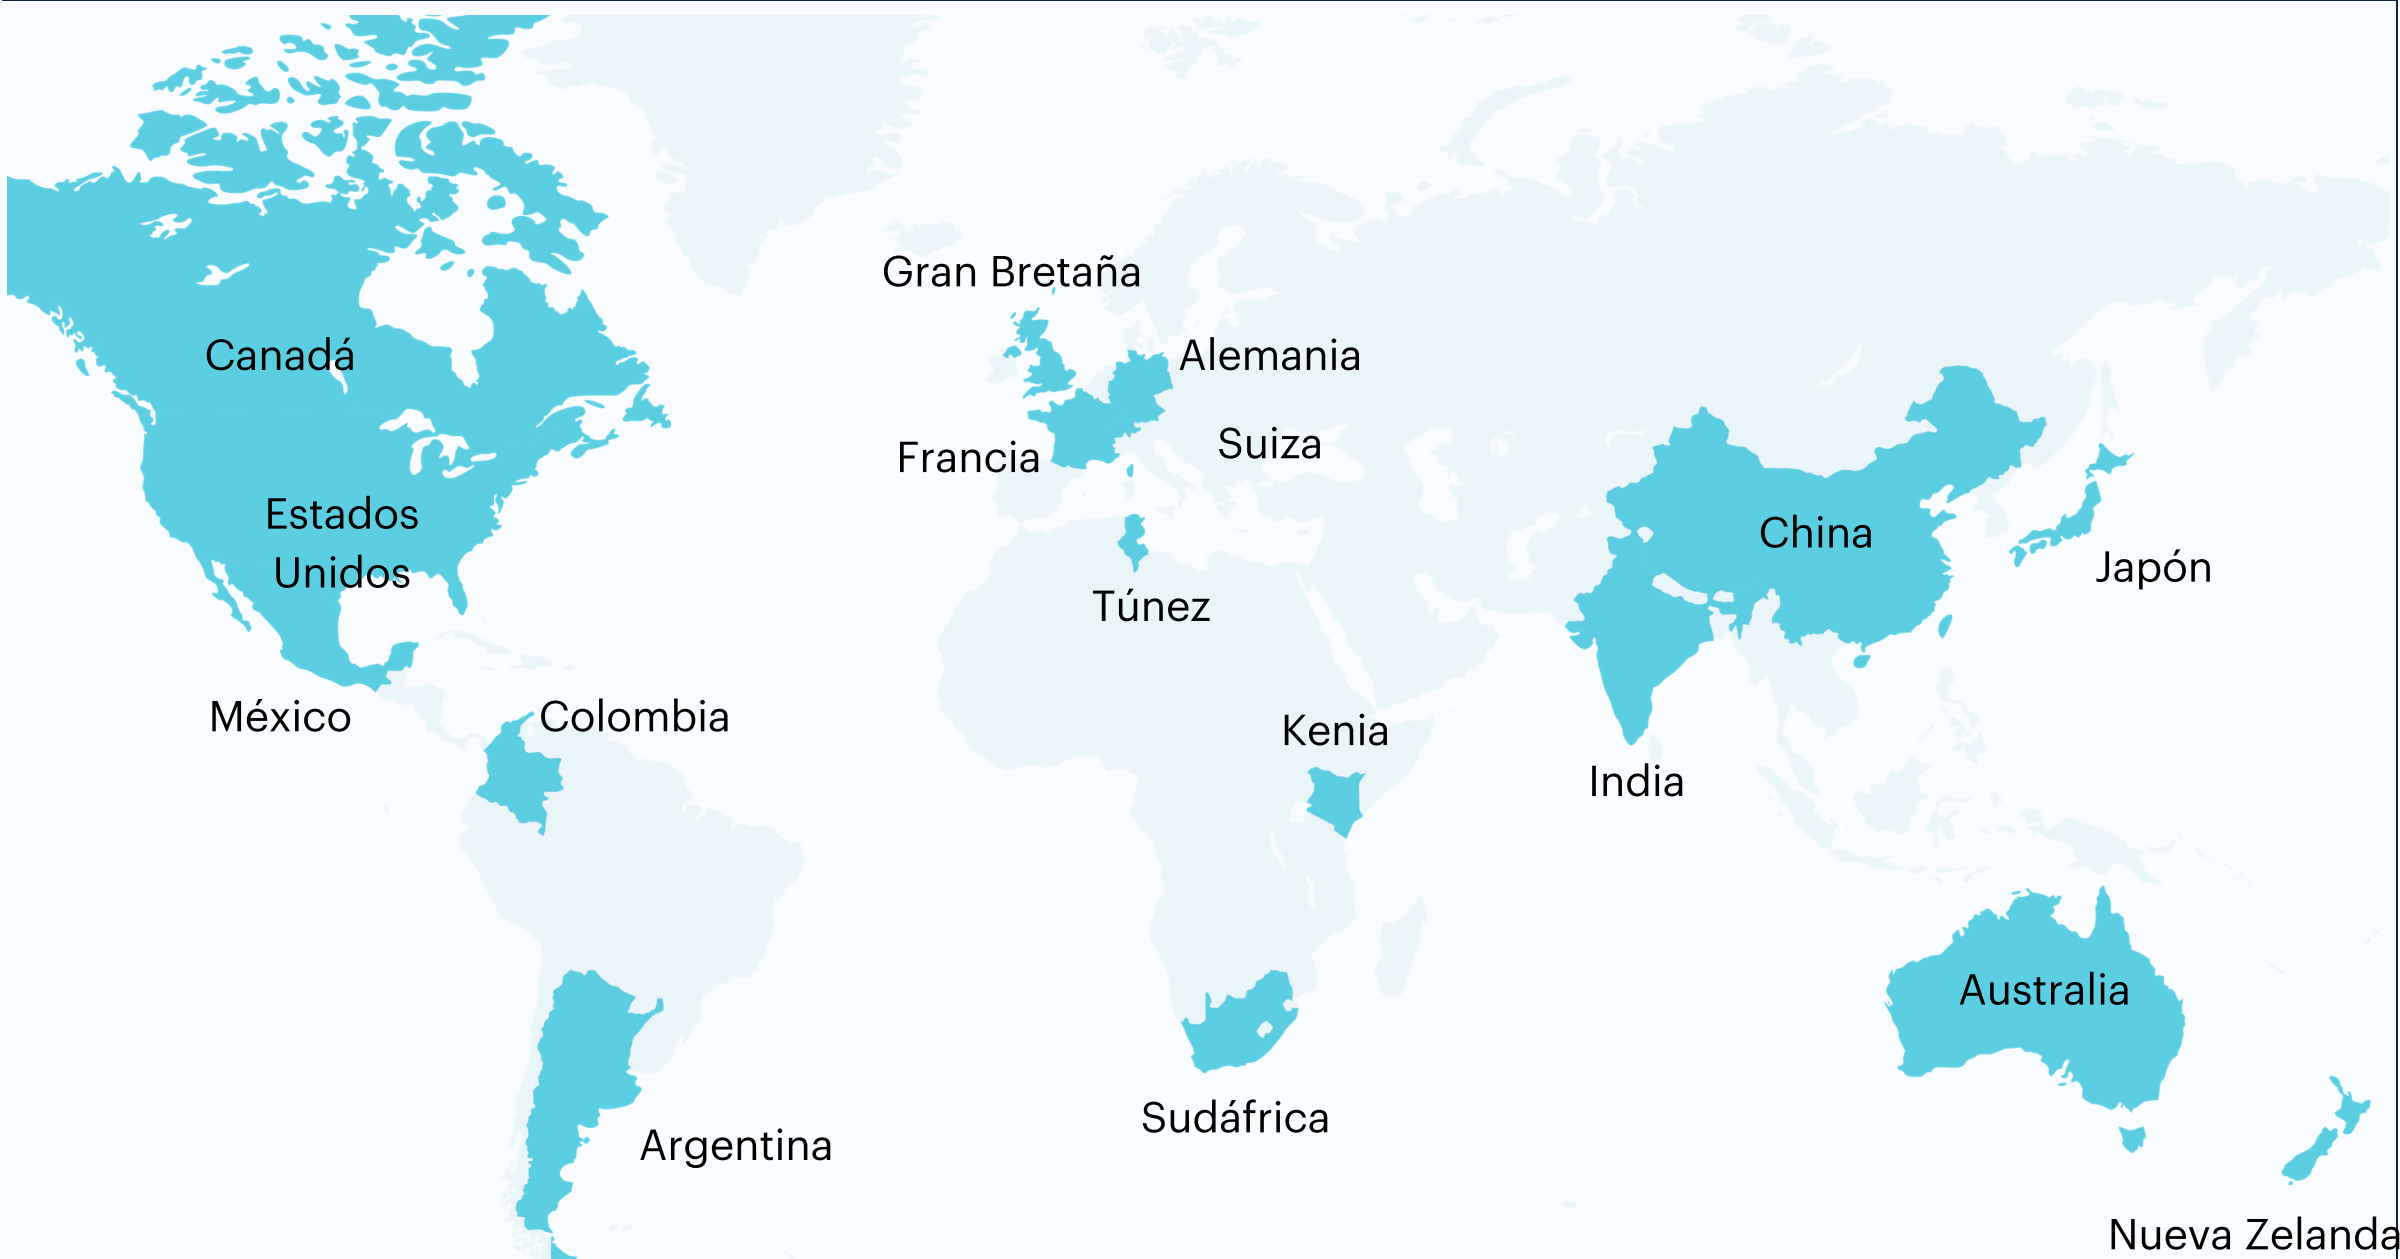 Gran Bretaña
Canadá
Alemania
Francia
Suiza
Estados
Unidos
China
Japón
Túnez
México
Colombia
Kenia
India
Australia
Sudáfrica
Argentina
Nueva Zelanda